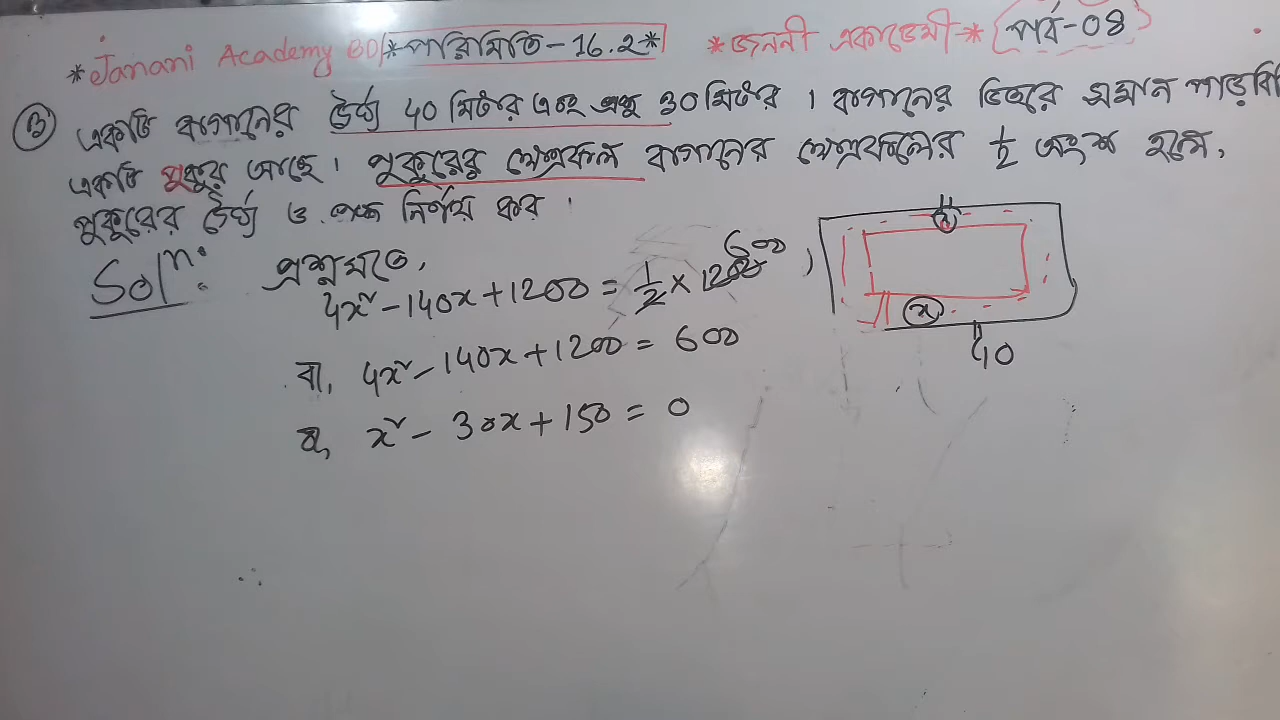 *Janani Academy BD/*পরিমিতি-16.2* *জননী একাডেমী* (পার্ব-08
③ একটি বাগানের দৈর্ঘ্য 40 মিটার এবং প্রস্থ 30 মিটার । বাগানের ভিতরে সমান পাড়বি
একটি পুকুর আছে । পুকুরের ক্ষেত্রফল বাগানের ক্ষেত্রফলের 1/2 অংশ হলে,
পুকুরের দৈর্ঘ্য ও প্রস্থ নির্ণয় কর ।
Solⁿ: প্রশ্নমতে,
4x² - 140x + 1200 = 1/2 × 1200 600
বা, 4x² - 140x + 1200 = 600
বা, x² - 30x + 150 = 0
x
x
40